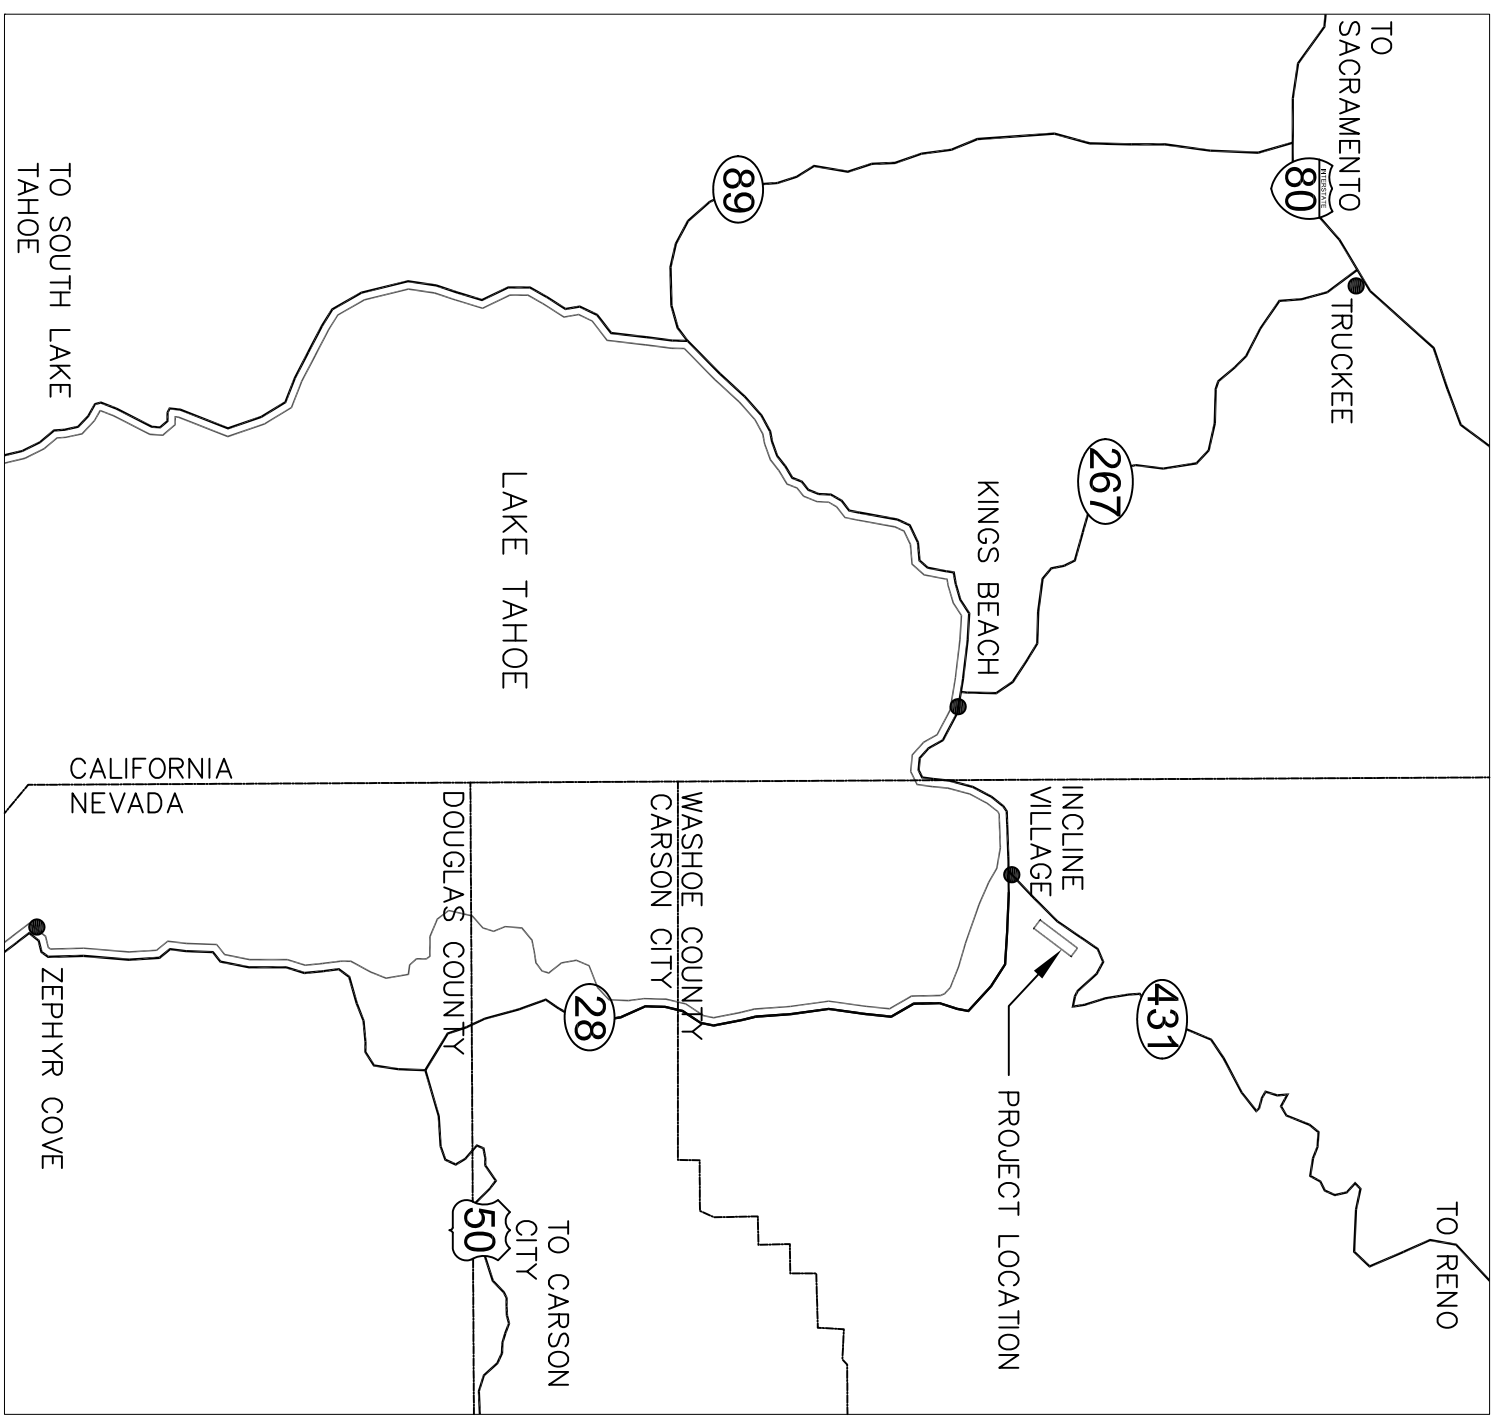 TO
SACRAMENTO
INTERSTATE
80
TRUCKEE
89
267
KINGS BEACH
TO SOUTH LAKE
TAHOE
LAKE TAHOE
CALIFORNIA
NEVADA
INCLINE
VILLAGE
WASHOE COUNTY
CARSON CITY
DOUGLAS COUNTY
431
28
PROJECT LOCATION
TO RENO
ZEPHYR COVE
50
TO CARSON
CITY